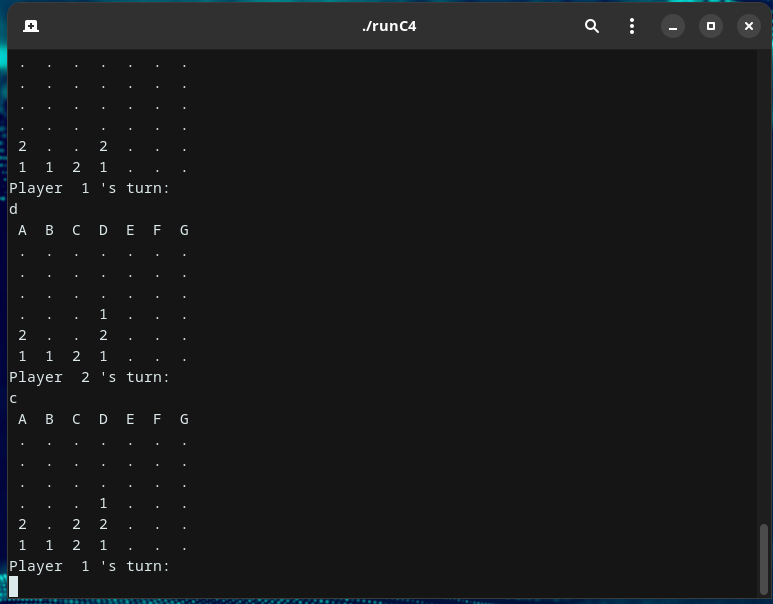 ./runC4
. . . . . . .
. . . . . . .
. . . . . . .
. . . . . . .
2 . . 2 . . .
1 1 2 1 . . .
Player  1 's turn:
d
A  B  C  D  E  F  G
. . . . . . .
. . . . . . .
. . . . . . .
. . . 1 . . .
2 . . 2 . . .
1 1 2 1 . . .
Player  2 's turn:
c
A  B  C  D  E  F  G
. . . . . . .
. . . . . . .
. . . . . . .
. . . 1 . . .
2 . 2 2 . . .
1 1 2 1 . . .
Player  1 's turn: